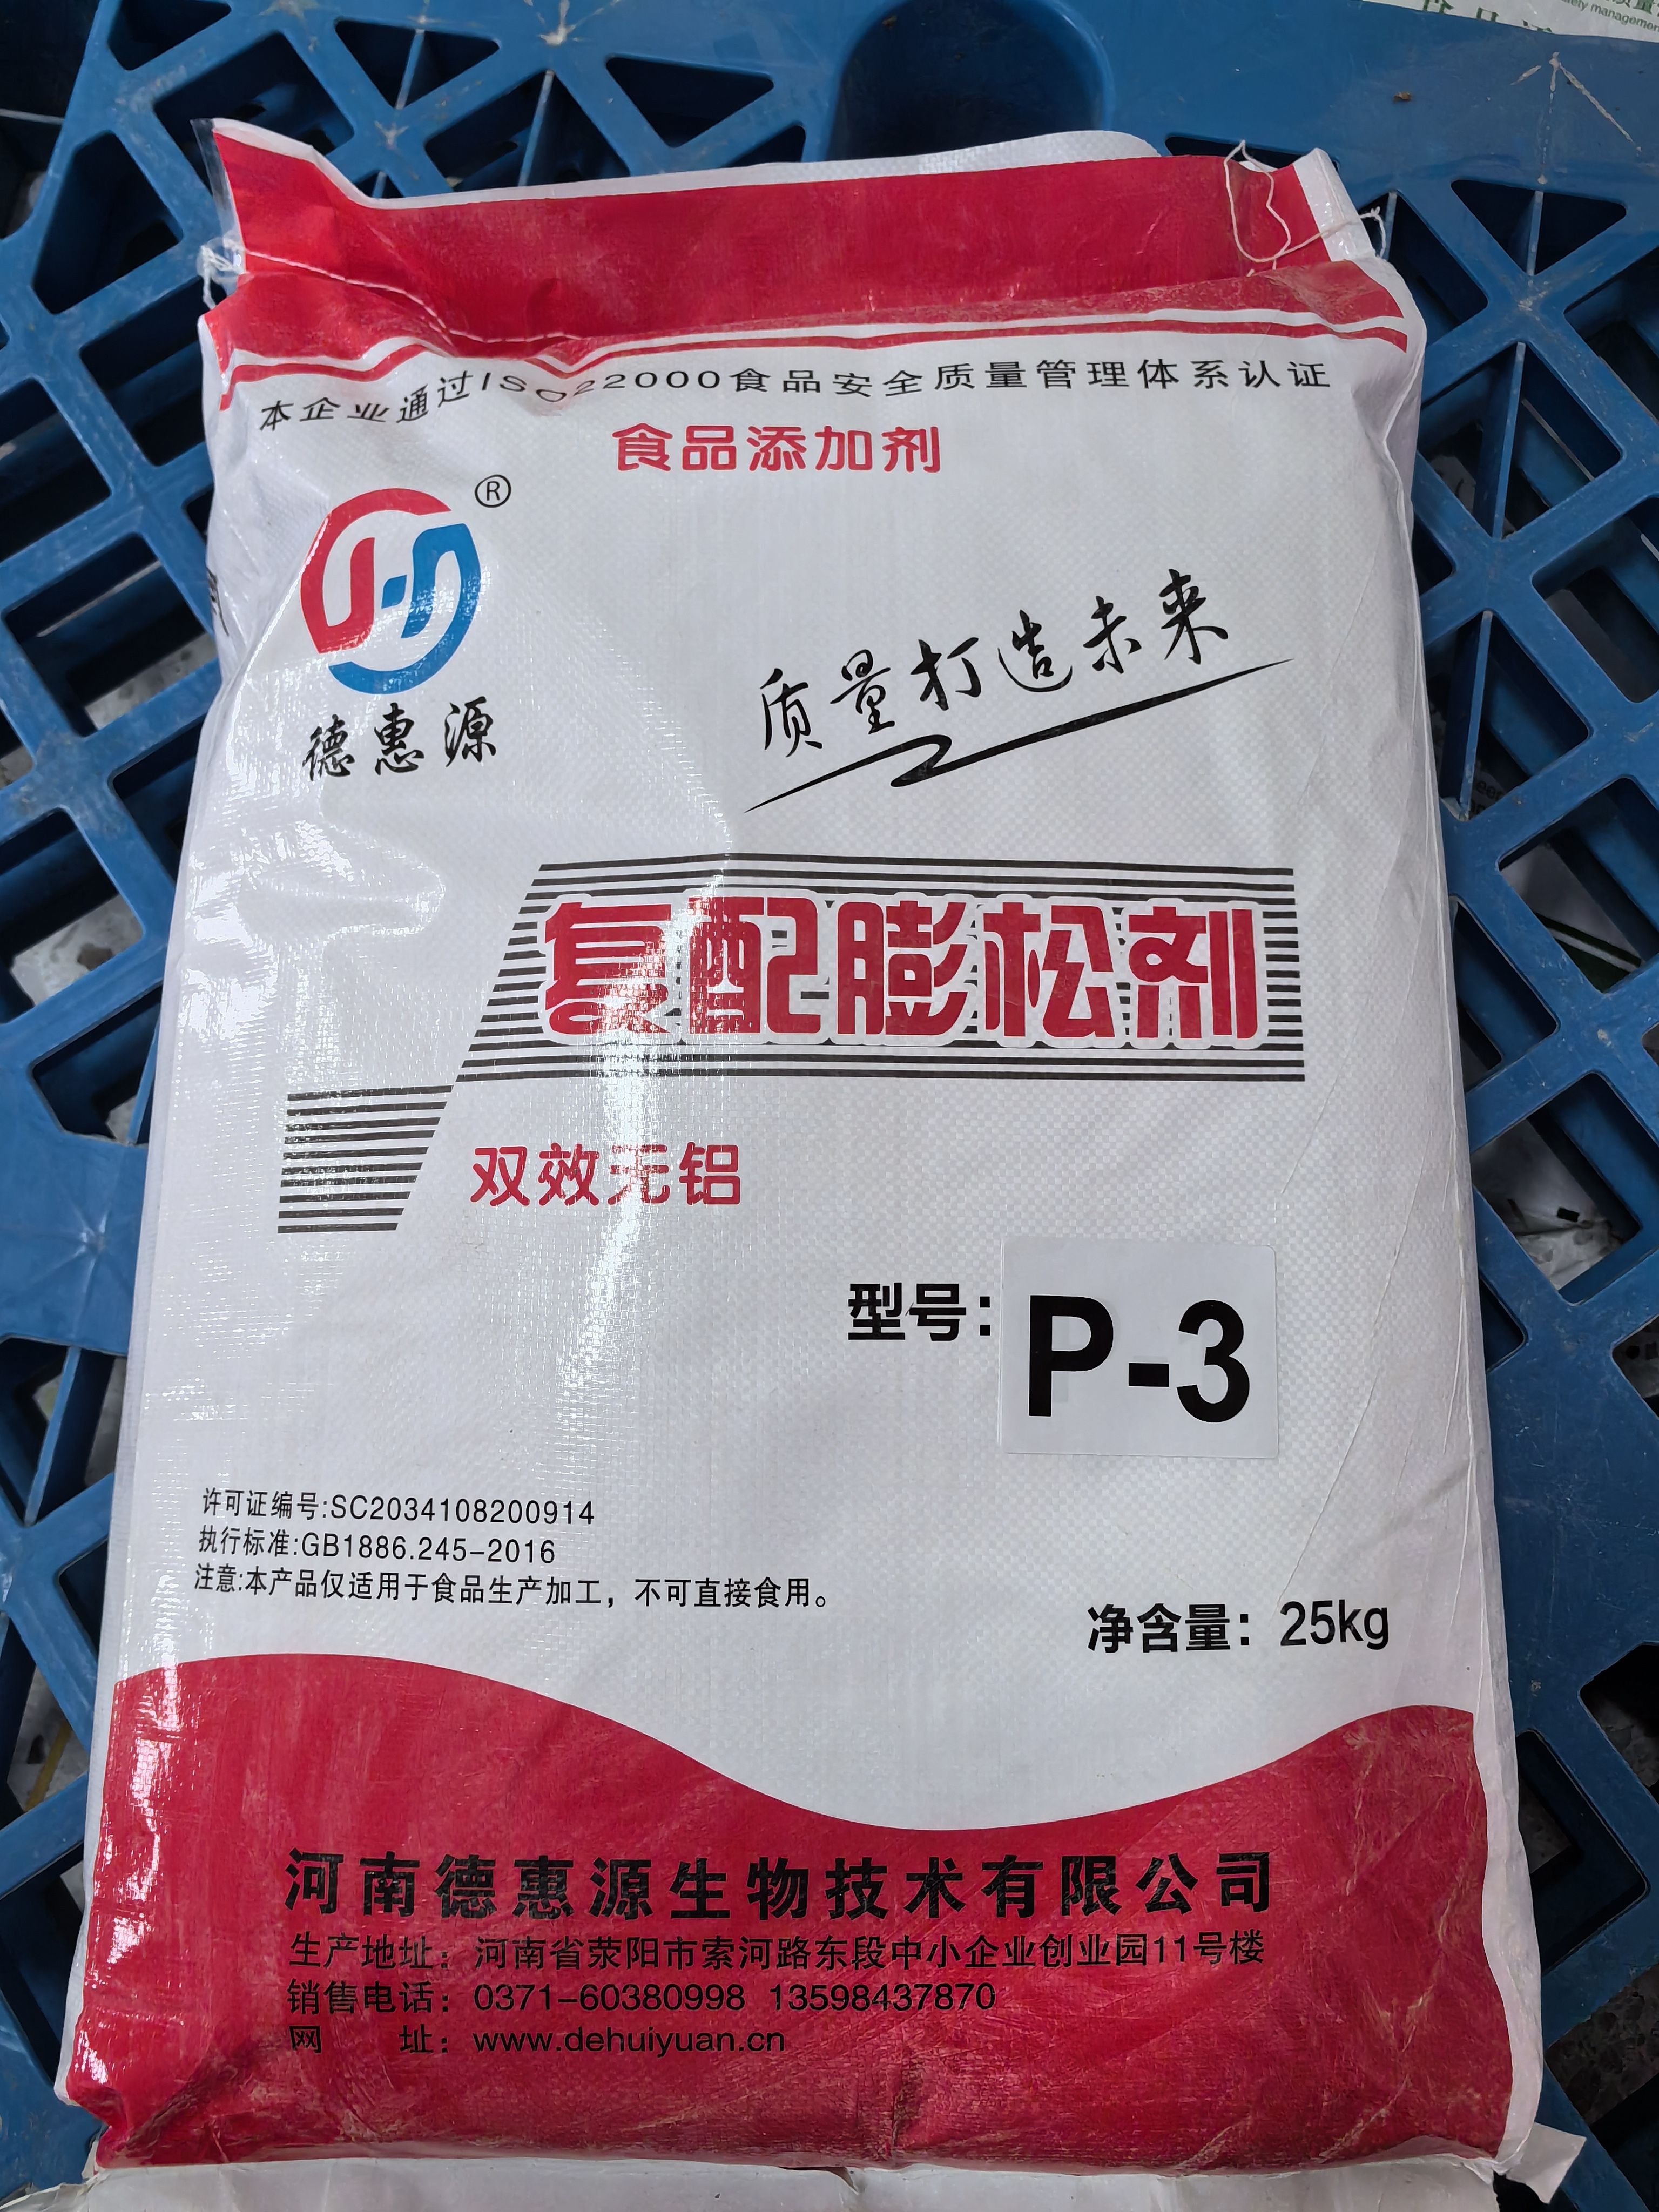 本企业通过ISO22000食品安全质量管理体系认证
食品添加剂
®
德惠源
质量打造未来
复配膨松剂
双效无铝
型号：P-3
许可证编号:SC2034108200914
执行标准:GB1886.245-2016
注意:本产品仅适用于食品生产加工，不可直接食用。
净含量：25kg
河南德惠源生物技术有限公司
生产地址：河南省荥阳市索河路东段中小企业创业园11号楼
销售电话：0371-60380998 13598437870
网 址：www.dehuiyuan.cn